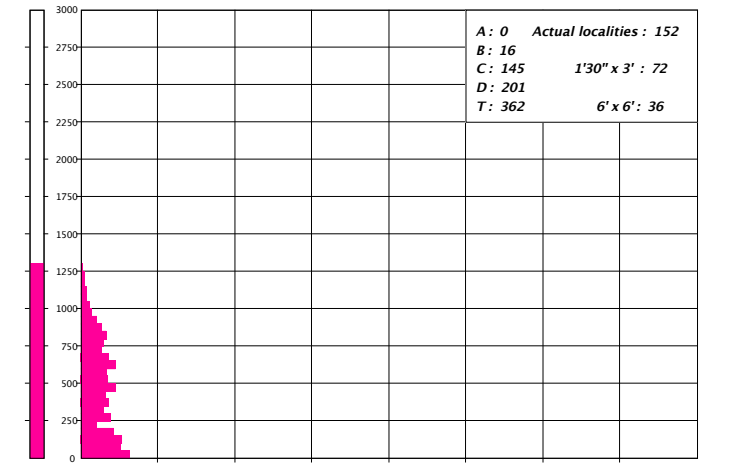 3000
A : 0 Actual localities : 152
2750
B : 16
C : 145 1'30" x 3' : 72
2500
D : 201
T : 362 6' x 6' : 36
2250
2000
1750
1500
1250
1000
750
500
250
0